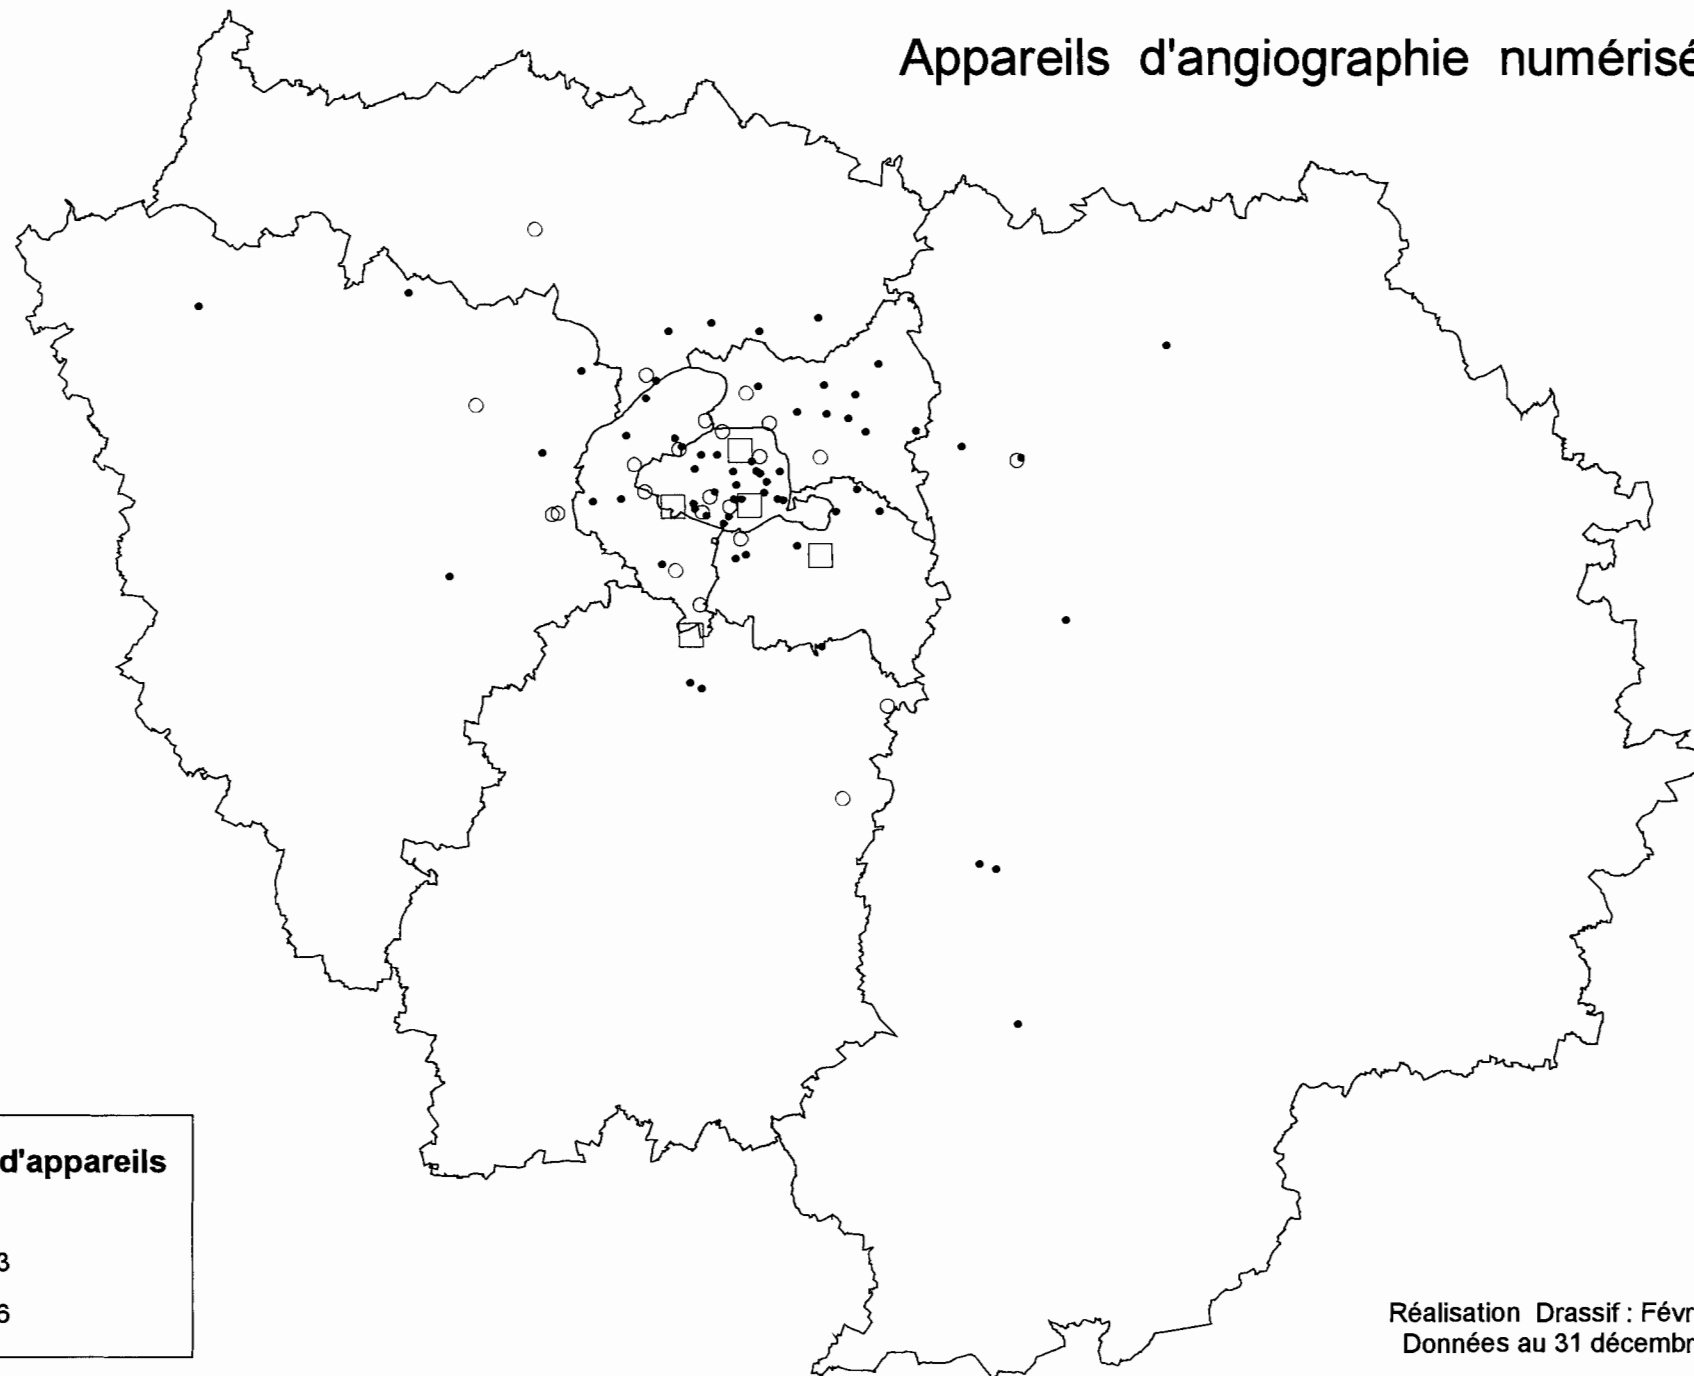 Appareils d'angiographie numérisé
d'appareils
3
6
Réalisation Drassif : Févr
Données au 31 décembr